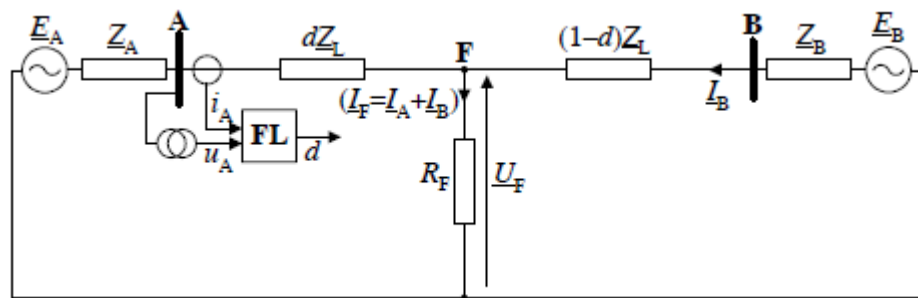 E_A Z_A A dZ_L F (1–d)Z_L B Z_B E_B
(I_F=I_A+I_B) I_B
i_A
FL
u_A d
R_F U_F